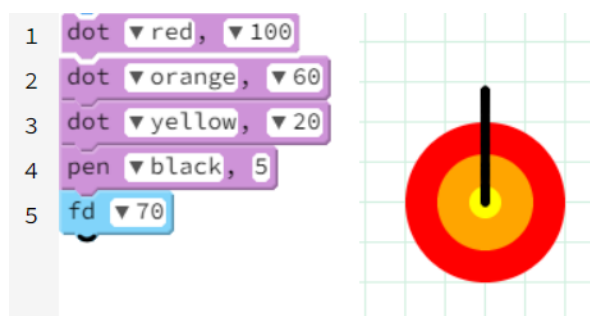 1 dot ▼red, ▼100
2 dot ▼orange, ▼60
3 dot ▼yellow, ▼20
4 pen ▼black, 5
5 fd ▼70